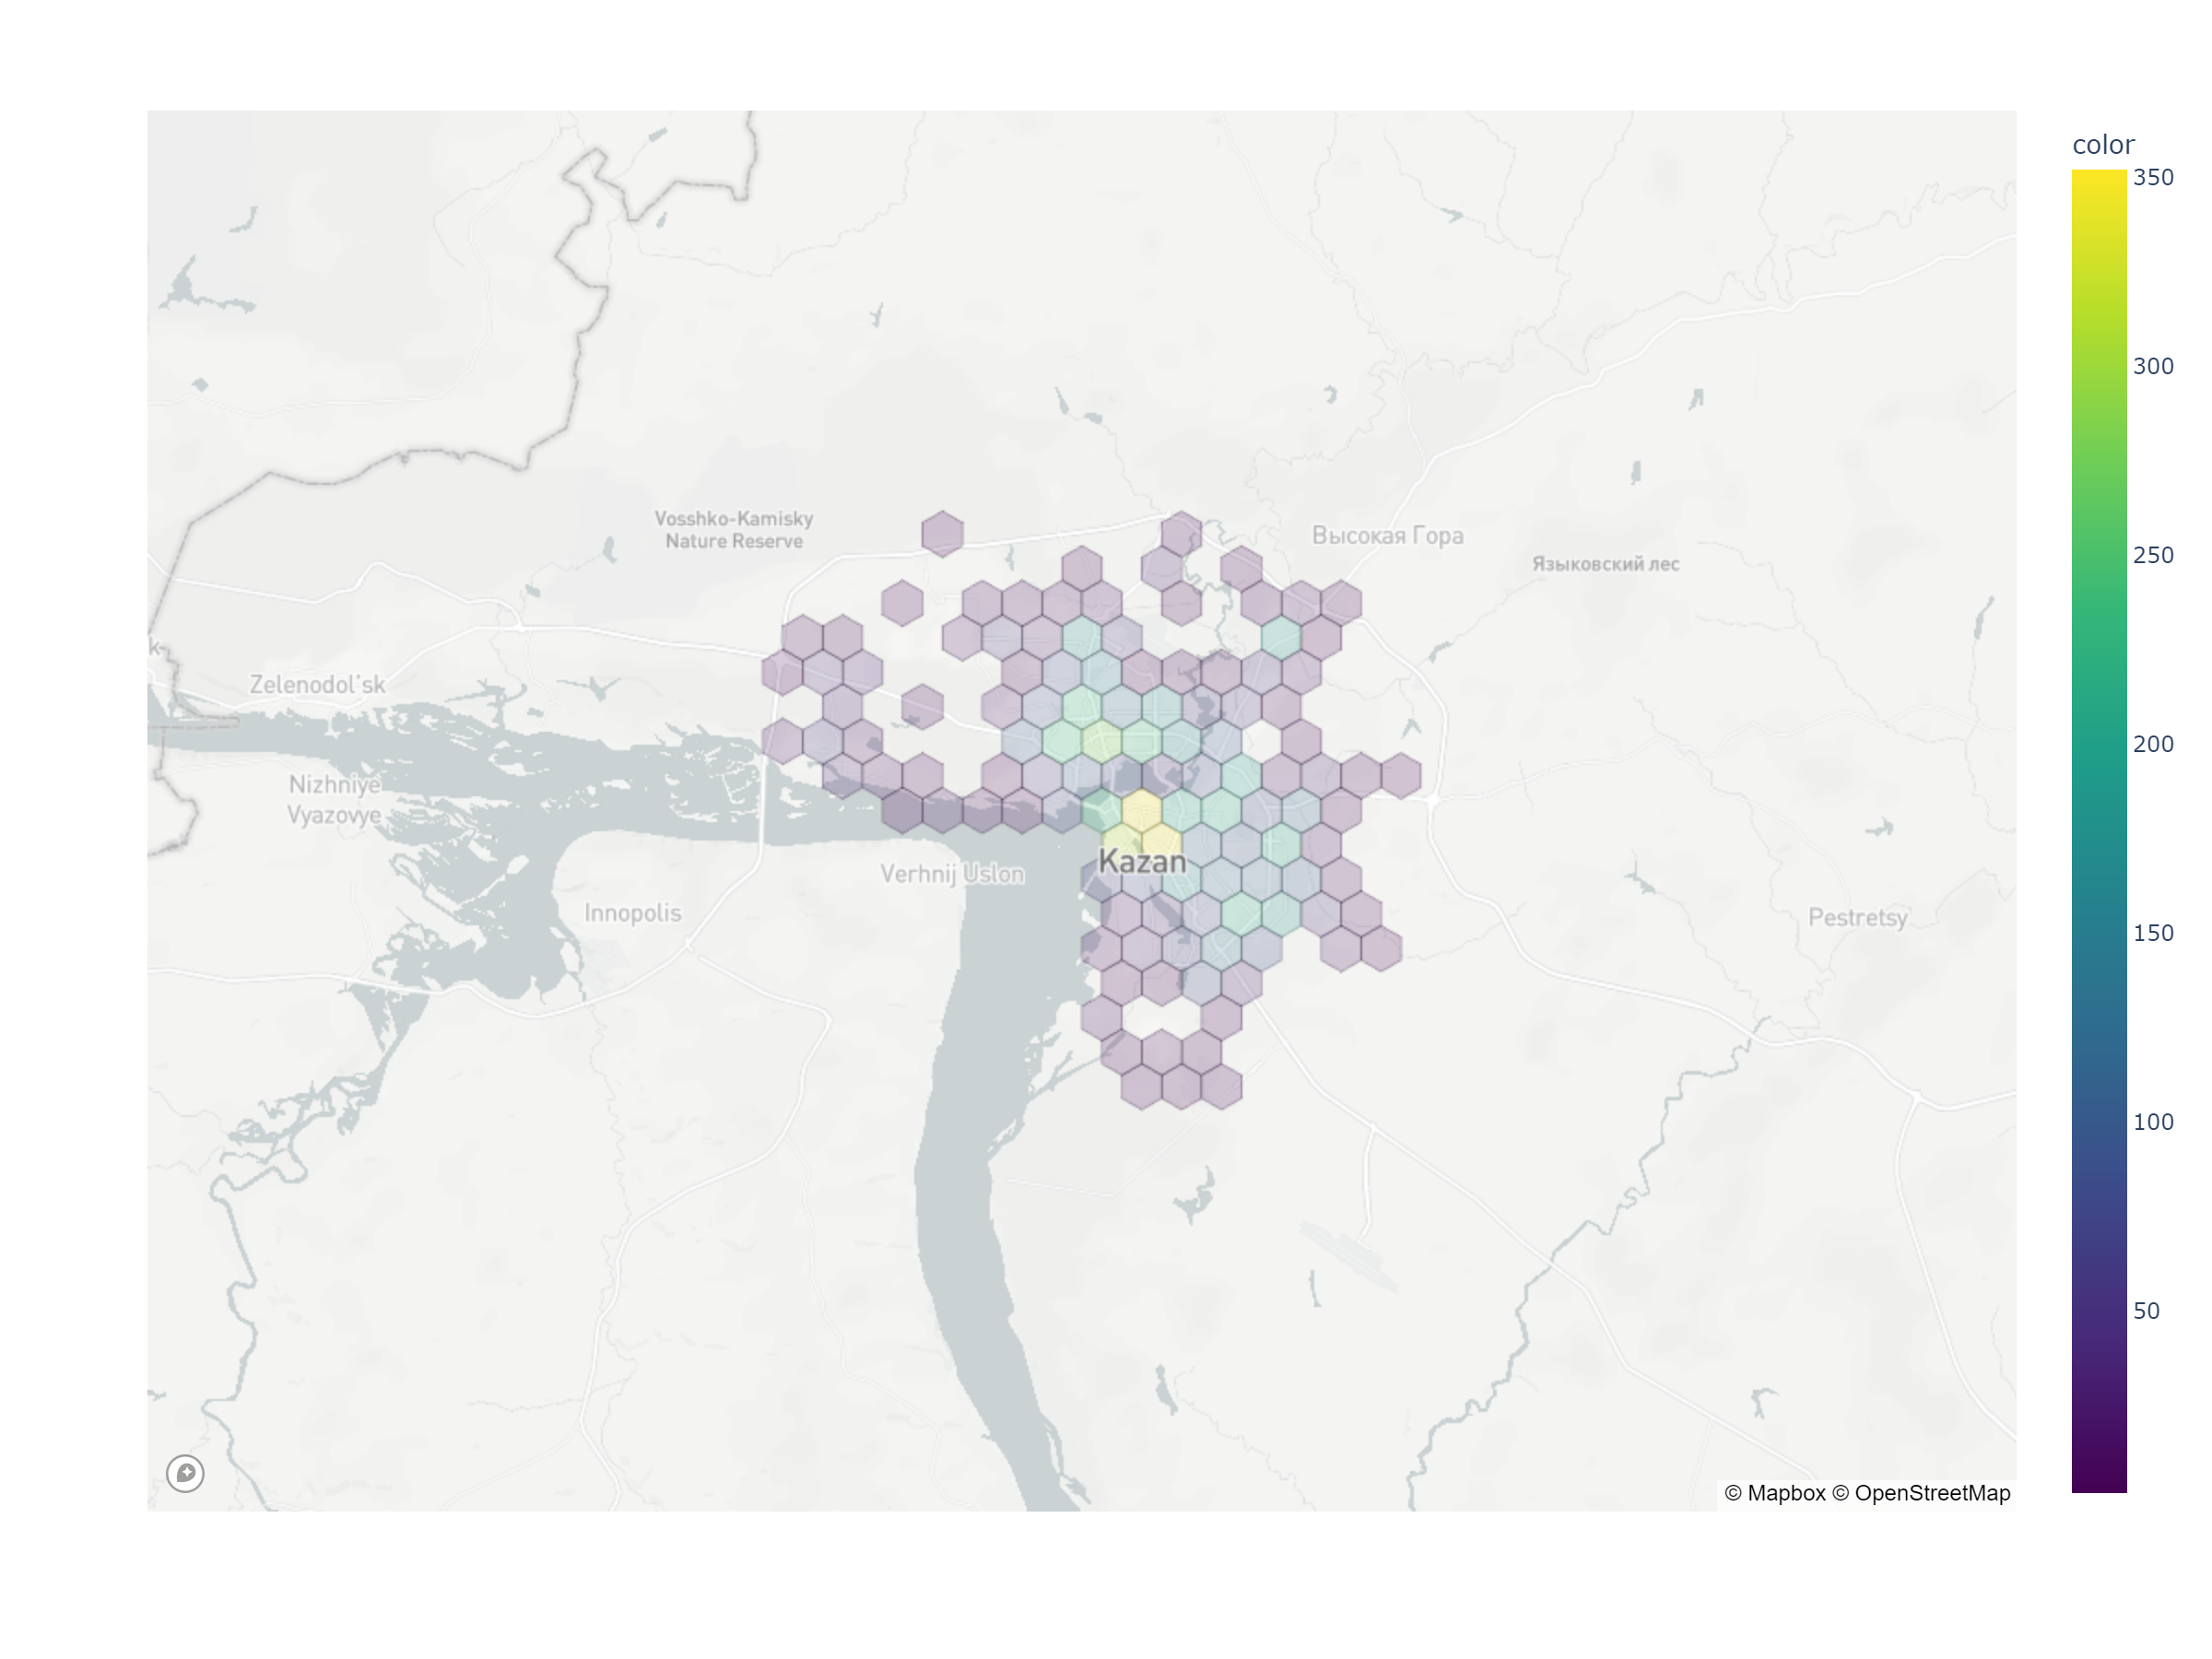 color
350
300
250
200
150
100
50
Vosshko-Kamisky
Nature Reserve
Высокая Гора
Языковский лес
k-
Zelenodol'sk
Nizhniye
Vyazovye
Kazan
Verhnij Uslon
Innopolis
Pestretsy
© Mapbox © OpenStreetMap